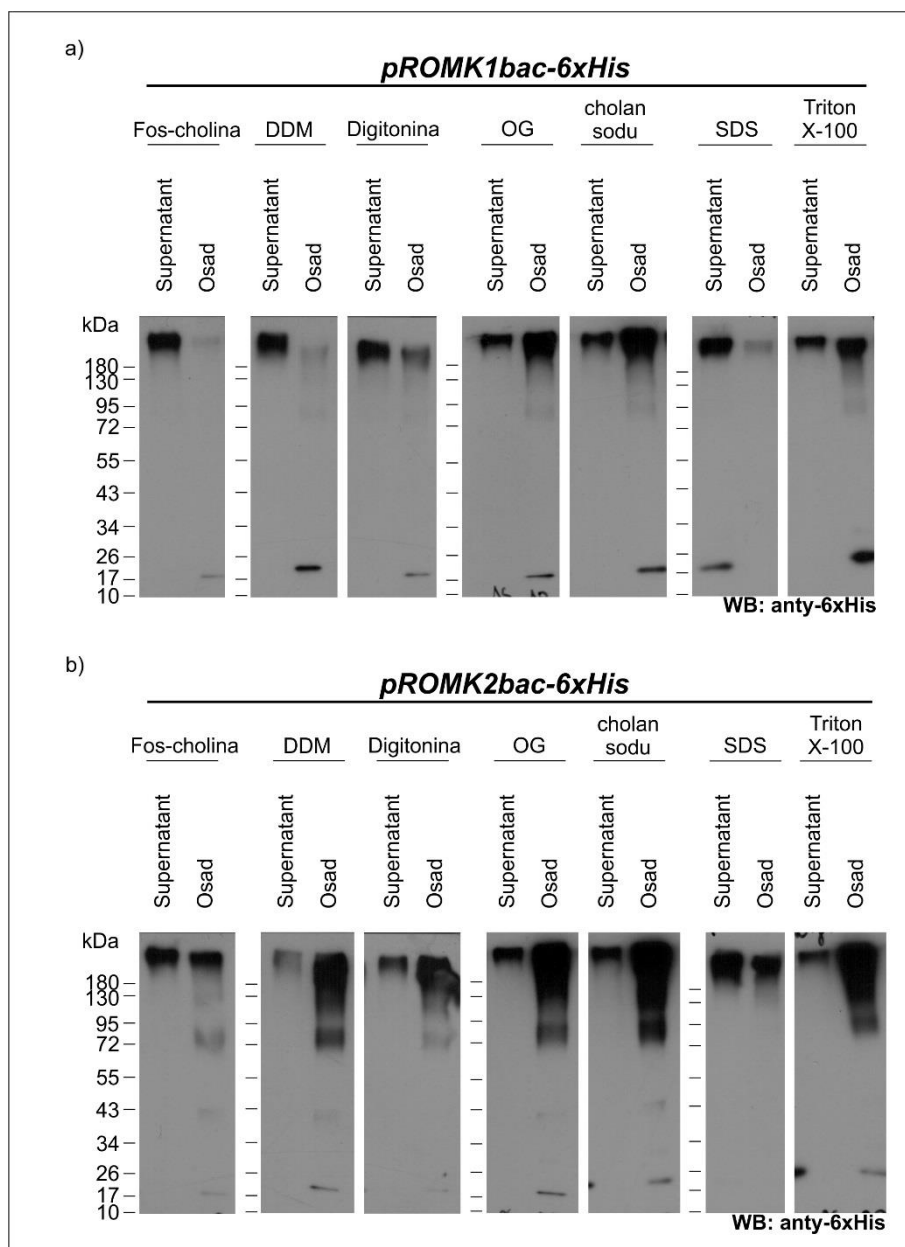 a)
pROMK1bac-6xHis
Fos-cholina DDM Digitonina OG cholan sodu SDS Triton X-100
Supernatant Osad Supernatant Osad Supernatant Osad Supernatant Osad Supernatant Osad Supernatant Osad Supernatant Osad
kDa
180
130
95
72
55
43
34
26
17
10
WB: anty-6xHis
b)
pROMK2bac-6xHis
Fos-cholina DDM Digitonina OG cholan sodu SDS Triton X-100
Supernatant Osad Supernatant Osad Supernatant Osad Supernatant Osad Supernatant Osad Supernatant Osad Supernatant Osad
kDa
180
130
95
72
55
43
34
26
17
10
WB: anty-6xHis